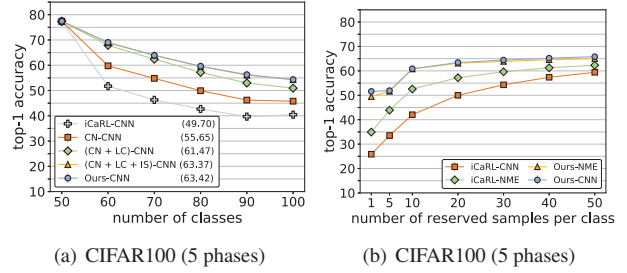 top-1 accuracy
80
70
60
50
40
30
20
10
iCaRL-CNN (49.70)
CN-CNN (55.65)
(CN + LC)-CNN (61,47)
(CN + LC + IS)-CNN (63.37)
Ours-CNN (63.42)
50 60 70 80 90 100
number of classes
(a) CIFAR100 (5 phases)
top-1 accuracy
80
70
60
50
40
30
20
10
iCaRL-CNN Ours-NME
iCaRL-NME Ours-CNN
1 5 10 20 30 40 50
number of reserved samples per class
(b) CIFAR100 (5 phases)